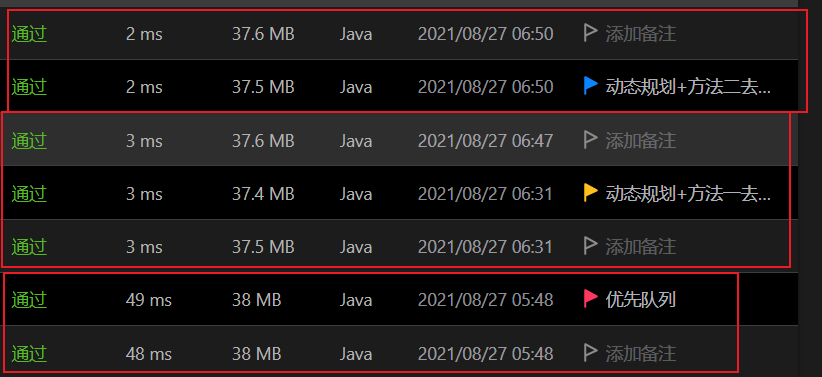 通过 2 ms 37.6 MB Java 2021/08/27 06:50 添加备注
通过 2 ms 37.5 MB Java 2021/08/27 06:50 动态规划+方法二去...
通过 3 ms 37.6 MB Java 2021/08/27 06:47 添加备注
通过 3 ms 37.4 MB Java 2021/08/27 06:31 动态规划+方法一去...
通过 3 ms 37.5 MB Java 2021/08/27 06:31 添加备注
通过 49 ms 38 MB Java 2021/08/27 05:48 优先队列
通过 48 ms 38 MB Java 2021/08/27 05:48 添加备注